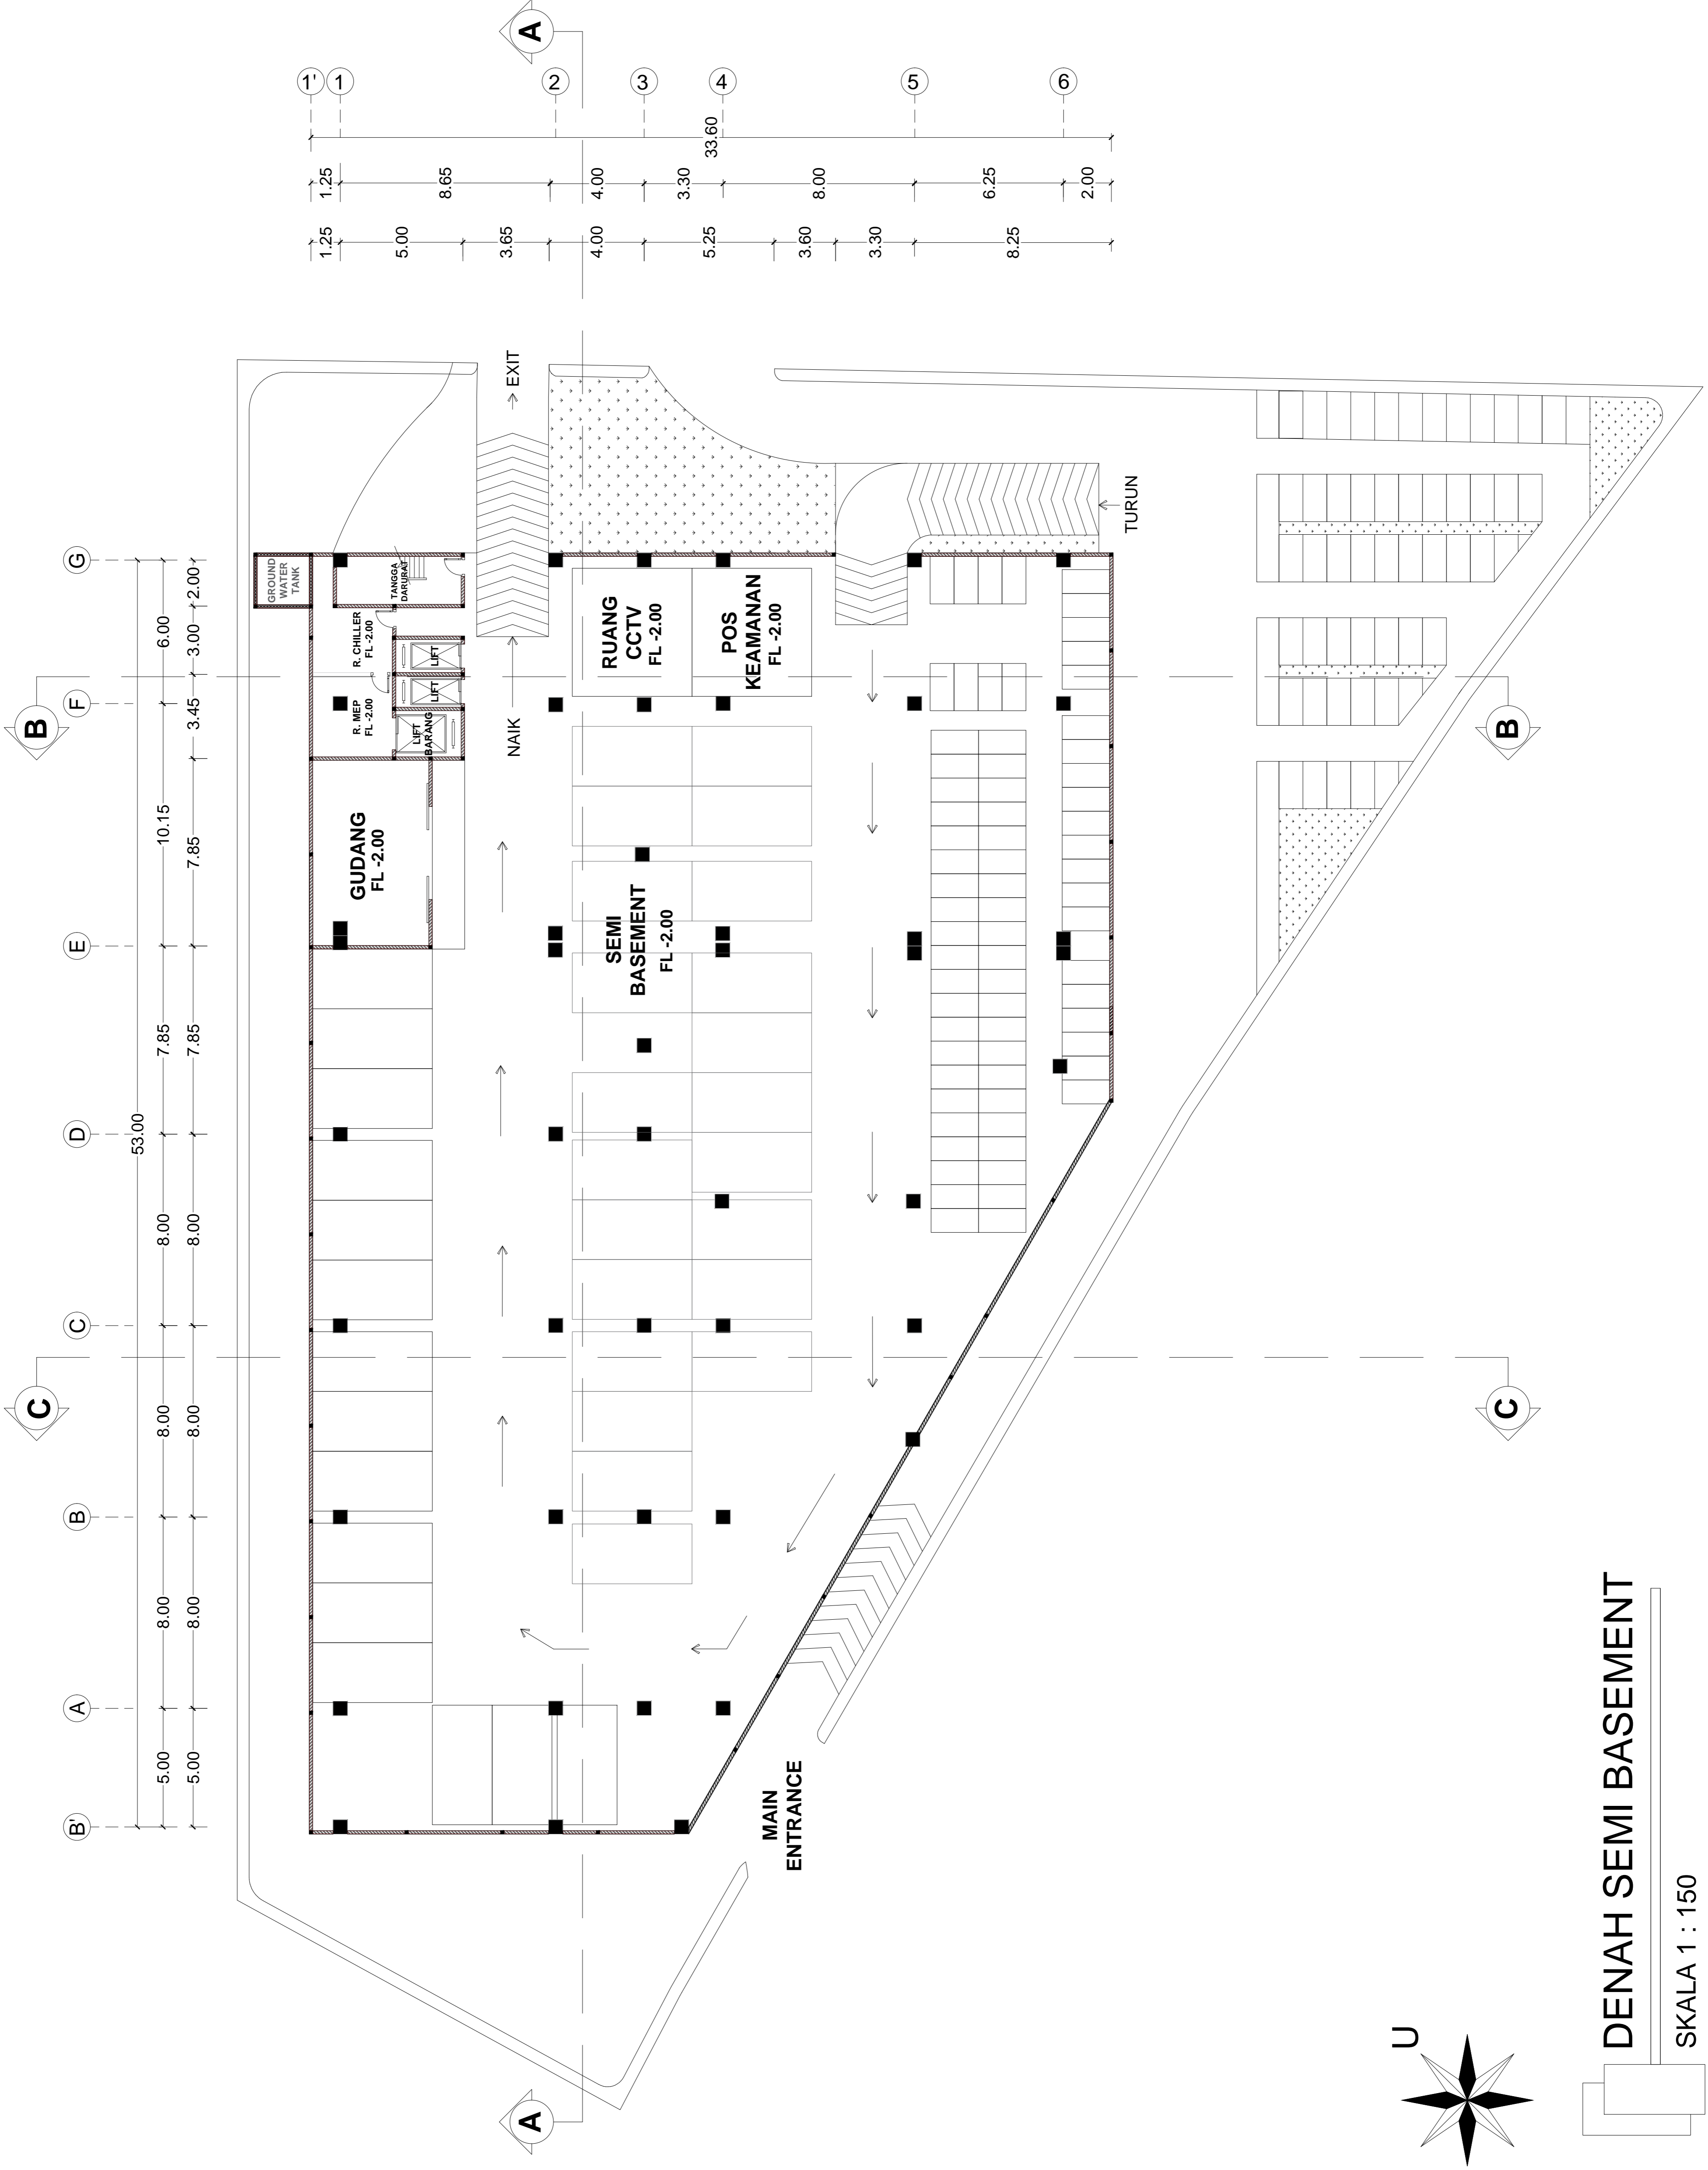 A
1'
1
2
3
4
5
6
33.60
1.25
8.65
4.00
3.30
8.00
6.25
2.00
1.25
5.00
3.65
4.00
5.25
3.60
3.30
8.25
B'
A
B
C
D
E
F
G
53.00
5.00
8.00
8.00
8.00
7.85
10.15
6.00
5.00
8.00
8.00
8.00
7.85
7.85
3.45
3.00
2.00
B
C
GROUND
WATER
TANK
TANGGA
DARURAT
R. CHILLER
FL -2.00
R. MEP
FL -2.00
LIFT
LIFT
LIFT
BARANG
GUDANG
FL -2.00
EXIT
NAIK
RUANG
CCTV
FL -2.00
POS
KEAMANAN
FL -2.00
SEMI
BASEMENT
FL -2.00
TURUN
MAIN
ENTRANCE
B
C
A
U
DENAH SEMI BASEMENT
SKALA 1 : 150